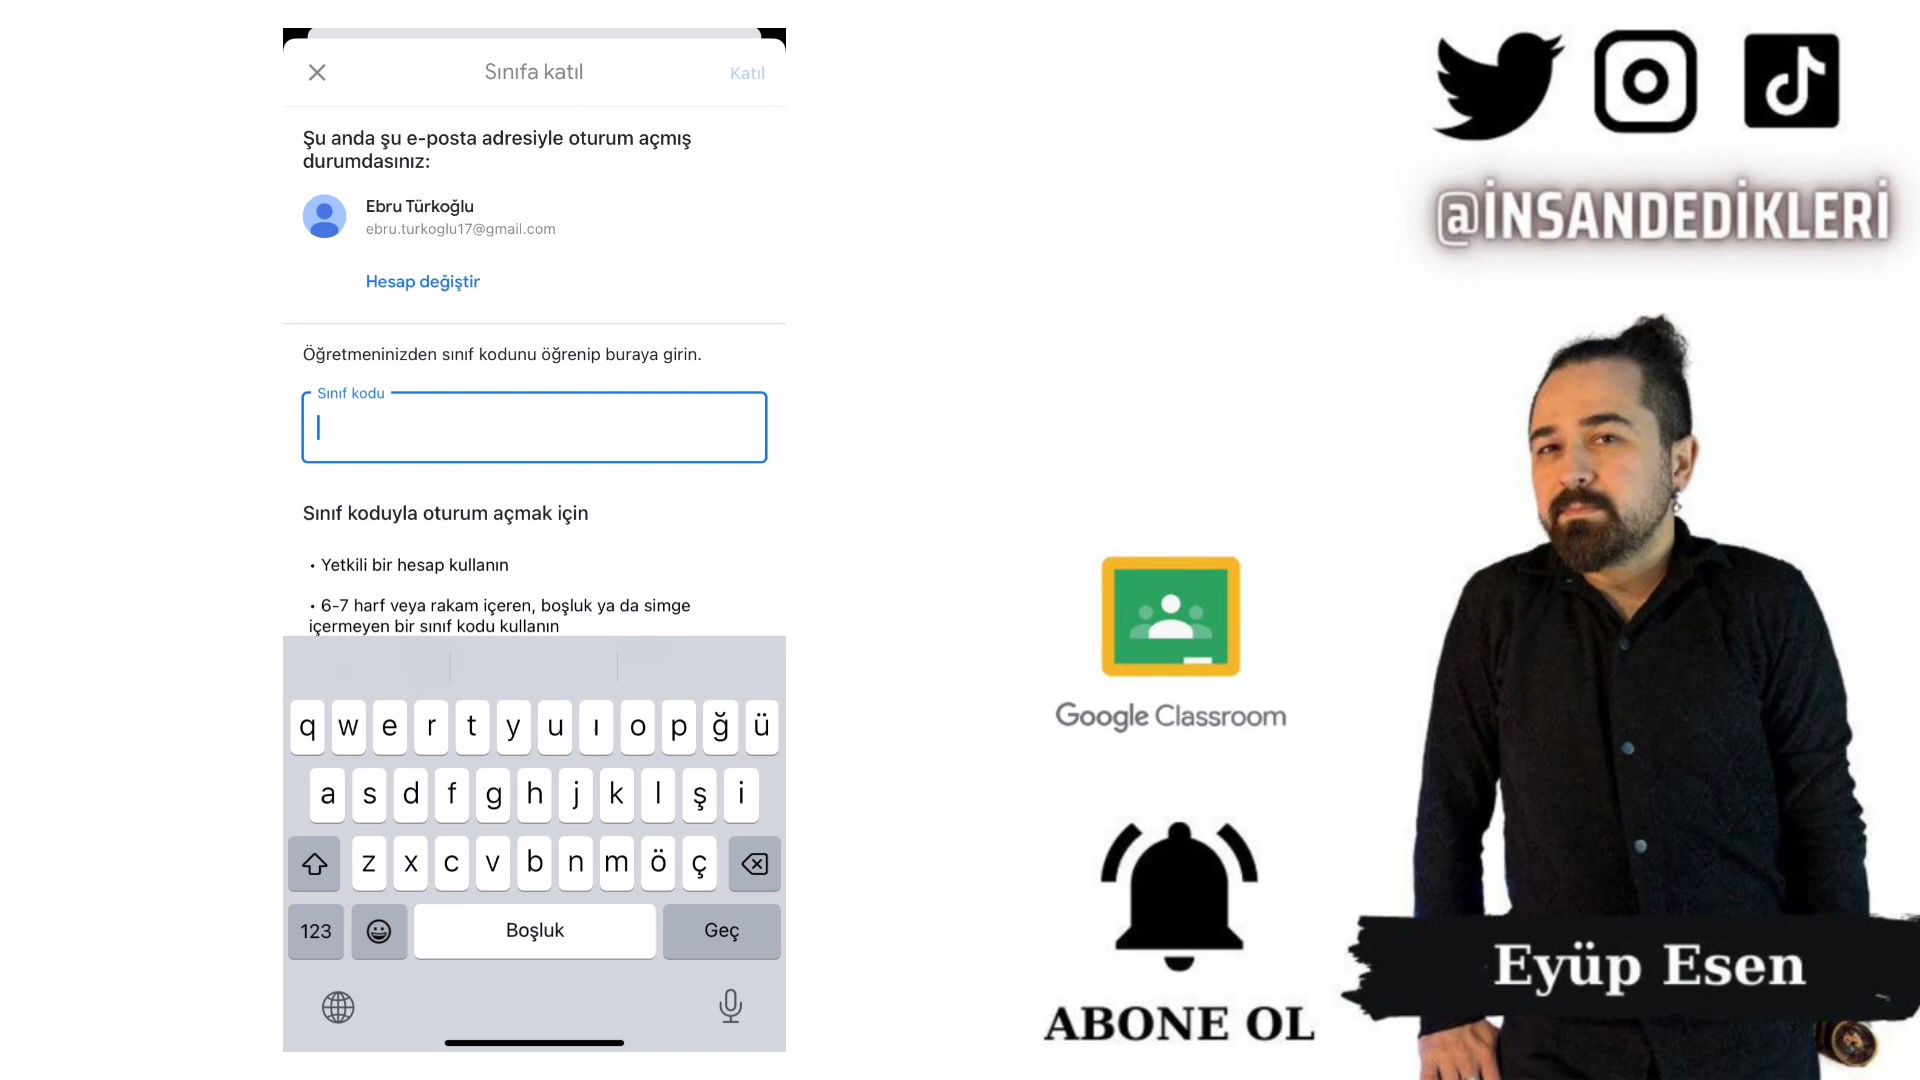 Sınıfa katıl
Katıl
Şu anda şu e-posta adresiyle oturum açmış
durumdasınız:
Ebru Türkoğlu
ebru.turkoglu17@gmail.com
Hesap değiştir
Öğretmeninizden sınıf kodunu öğrenip buraya girin.
Sınıf kodu
Sınıf koduyla oturum açmak için
• Yetkili bir hesap kullanın
• 6-7 harf veya rakam içeren, boşluk ya da simge
içermeyen bir sınıf kodu kullanın
q w e r t y u ı o p ğ ü
a s d f g h j k l ş i
z x c v b n m ö ç
123 Boşluk Geç
@İNSANDEDİKLERİ
Google Classroom
ABONE OL
Eyüp Esen